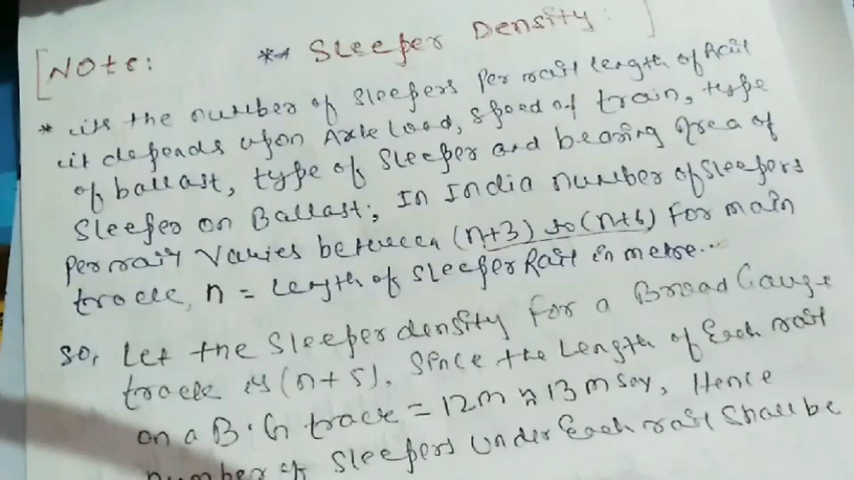 [NOTE: ** Sleeper Density:]
* it is the number of sleepers per rail length of Rail
it depends upon Axle load, speed of train, type
of ballast, type of sleeper and bearing Area of
Sleeper on Ballast; In India number of sleepers
per rail varies between (n+3) to (n+6) For main
track, n = length of sleeper Rail in metre..
so, Let the sleeper density for a Broad Gauge
track is (n+5). Since the Length of Each rail
on a B.G track = 12m ≈ 13m say, Hence
number of sleepers under Each rail Shall be